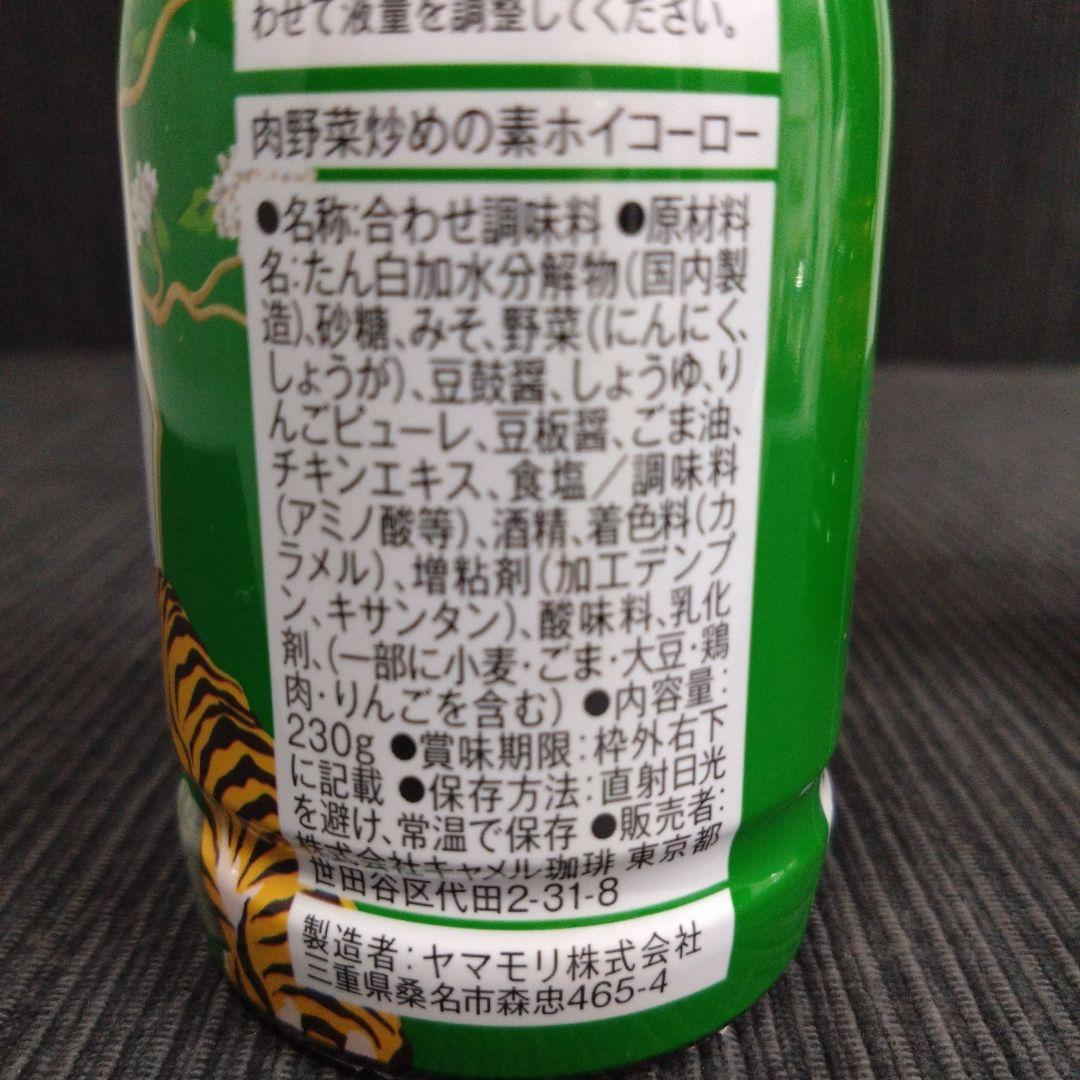 わせて液量を調整してください。
肉野菜炒めの素ホイコーロー
●名称:合わせ調味料 ●原材料
名:たん白加水分解物(国内製
造)、砂糖、みそ、野菜(にんにく、
しょうが)、豆鼓醤、しょうゆ、り
んごピューレ、豆板醤、ごま油、
チキンエキス、食塩/調味料
(アミノ酸等)、酒精、着色料(カ
ラメル)、増粘剤(加工デンプ
ン、キサンタン)、酸味料、乳化
剤、(一部に小麦・ごま・大豆・鶏
肉・りんごを含む) ●内容量:
230g ●賞味期限:枠外右下
に記載 ●保存方法:直射日光
を避け、常温で保存 ●販売者:
株式会社キャメル珈琲 東京都
世田谷区代田2-31-8
製造者:ヤマモリ株式会社
三重県桑名市森忠465-4